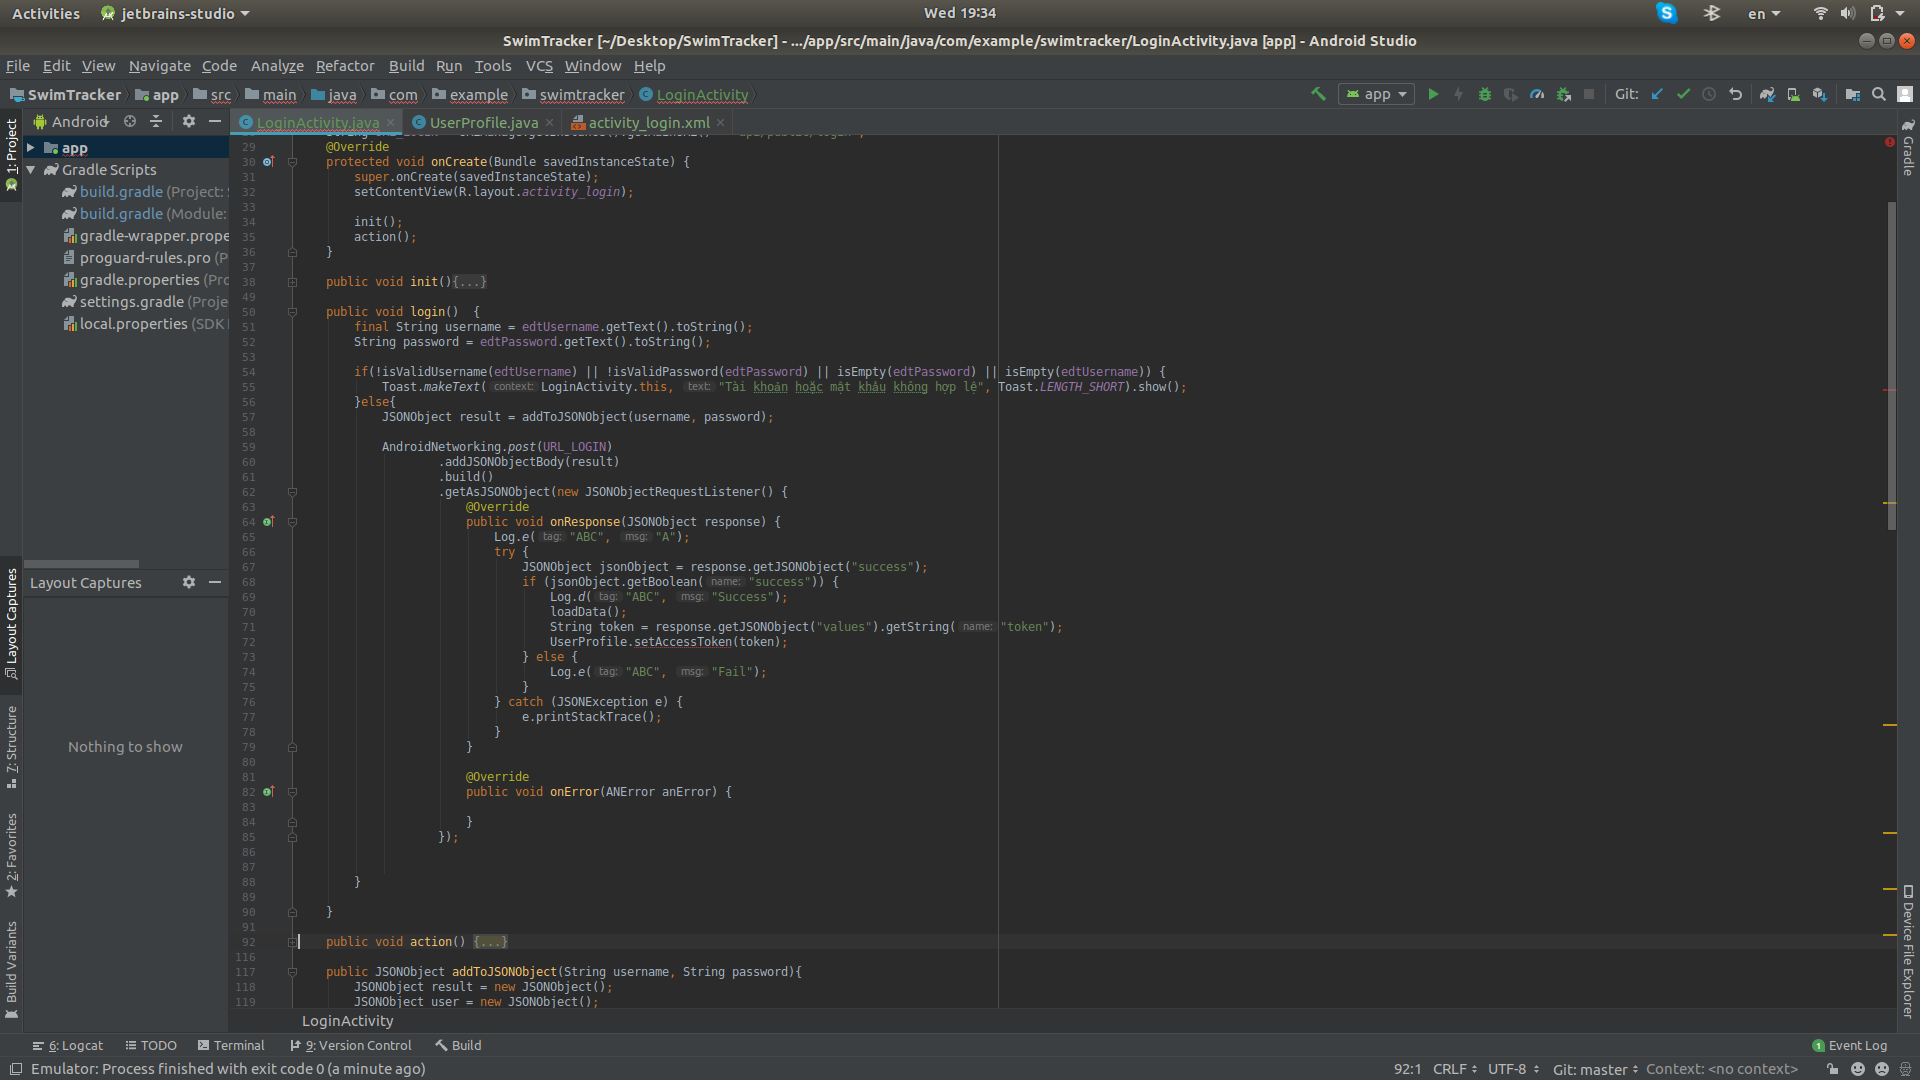 Activities jetbrains-studio Wed 19:34 en
SwimTracker [~/Desktop/SwimTracker] - .../app/src/main/java/com/example/swimtracker/LoginActivity.java [app] - Android Studio
File Edit View Navigate Code Analyze Refactor Build Run Tools VCS Window Help
SwimTracker app src main java com example swimtracker LoginActivity app Git:
Android LoginActivity.java UserProfile.java activity_login.xml
1: Project
app
Gradle Scripts
build.gradle (Project:
build.gradle (Module:
gradle-wrapper.prope
proguard-rules.pro (P
gradle.properties (Pro
settings.gradle (Proje
local.properties (SDK
Layout Captures
Nothing to show
Layout Captures
7: Structure
2: Favorites
Build Variants
29 @Override
30 protected void onCreate(Bundle savedInstanceState) {
31 super.onCreate(savedInstanceState);
32 setContentView(R.layout.activity_login);
33
34 init();
35 action();
36 }
37
38 public void init(){...}
49
50 public void login() {
51 final String username = edtUsername.getText().toString();
52 String password = edtPassword.getText().toString();
53
54 if(!isValidUsername(edtUsername) || !isValidPassword(edtPassword) || isEmpty(edtPassword) || isEmpty(edtUsername)) {
55 Toast.makeText( context: LoginActivity.this, text: "Tài khoản hoặc mật khẩu không hợp lệ", Toast.LENGTH_SHORT).show();
56 }else{
57 JSONObject result = addToJSONObject(username, password);
58
59 AndroidNetworking.post(URL_LOGIN)
60 .addJSONObjectBody(result)
61 .build()
62 .getAsJSONObject(new JSONObjectRequestListener() {
63 @Override
64 public void onResponse(JSONObject response) {
65 Log.e( tag: "ABC", msg: "A");
66 try {
67 JSONObject jsonObject = response.getJSONObject("success");
68 if (jsonObject.getBoolean( name: "success")) {
69 Log.d( tag: "ABC", msg: "Success");
70 loadData();
71 String token = response.getJSONObject("values").getString( name: "token");
72 UserProfile.setAccessToken(token);
73 } else {
74 Log.e( tag: "ABC", msg: "Fail");
75 }
76 } catch (JSONException e) {
77 e.printStackTrace();
78 }
79 }
80
81 @Override
82 public void onError(ANError anError) {
83
84 }
85 });
86
87
88 }
89
90 }
91
92 public void action() {...}
116
117 public JSONObject addToJSONObject(String username, String password){
118 JSONObject result = new JSONObject();
119 JSONObject user = new JSONObject();
LoginActivity
Gradle
Device File Explorer
6: Logcat TODO Terminal 9: Version Control Build 1 Event Log
Emulator: Process finished with exit code 0 (a minute ago) 92:1 CRLF UTF-8 Git: master Context: <no context>